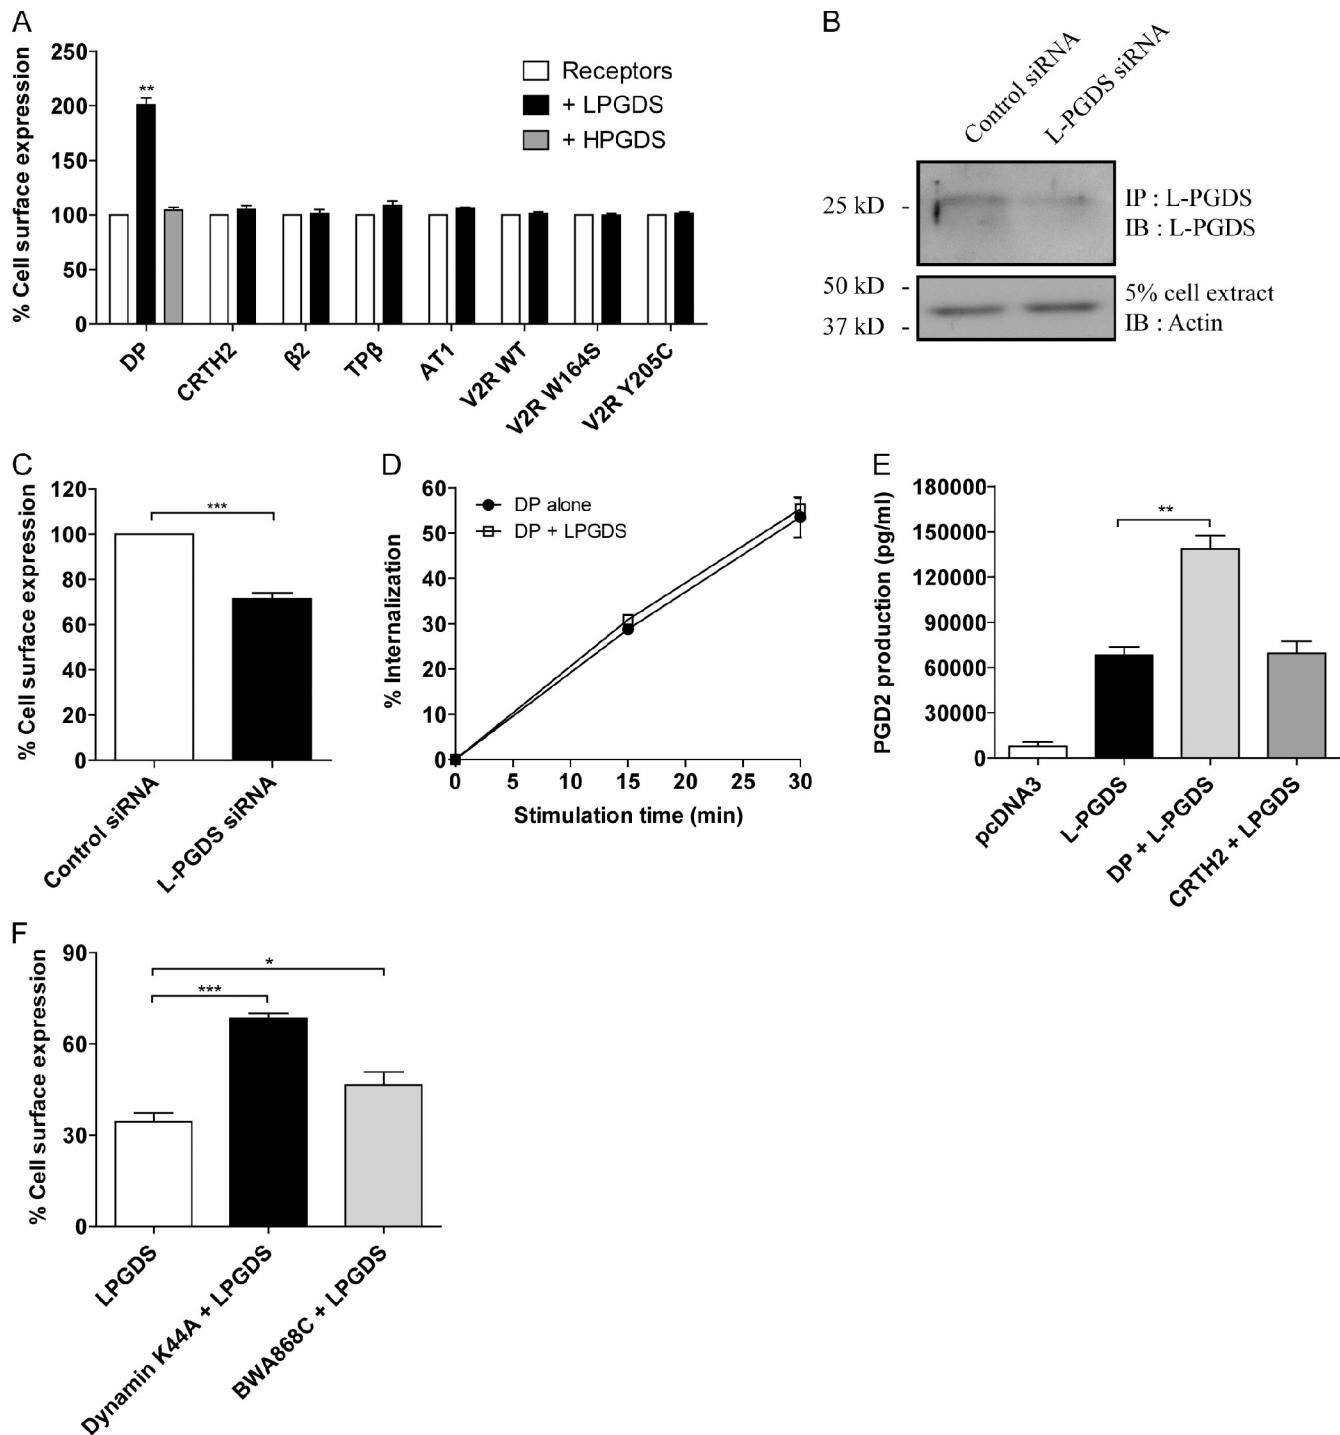 A
% Cell surface expression
250
200
150
100
50
0
**
Receptors
+ LPGDS
+ HPGDS
DP
CRTH2
β2
TPβ
AT1
V2R WT
V2R W164S
V2R Y205C
B
Control siRNA
L-PGDS siRNA
25 kD -
IP : L-PGDS
IB : L-PGDS
50 kD -
37 kD -
5% cell extract
IB : Actin
C
% Cell surface expression
120
100
80
60
40
20
0
***
Control siRNA
L-PGDS siRNA
D
% Internalization
60
50
40
30
20
10
0
DP alone
DP + LPGDS
0 5 10 15 20 25 30
Stimulation time (min)
E
PGD2 production (pg/ml)
180000
150000
120000
90000
60000
30000
0
**
pcDNA3
L-PGDS
DP + L-PGDS
CRTH2 + LPGDS
F
% Cell surface expression
90
60
30
0
*
***
LPGDS
Dynamin K44A + LPGDS
BWA868C + LPGDS